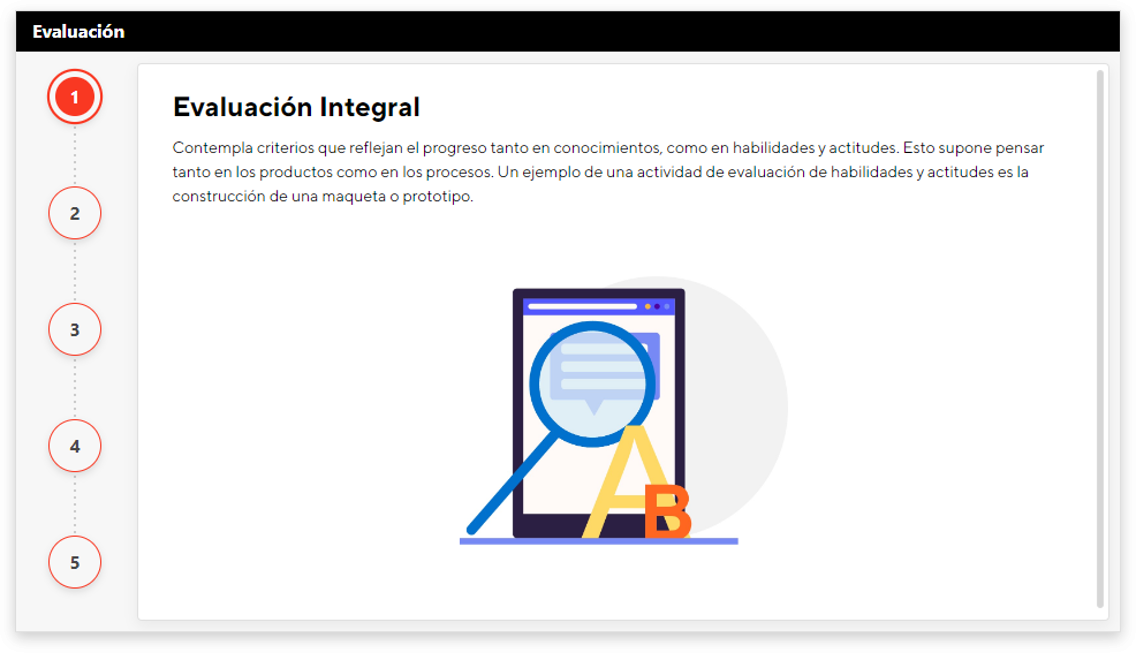 Evaluación
1
Evaluación Integral
Contempla criterios que reflejan el progreso tanto en conocimientos, como en habilidades y actitudes. Esto supone pensar
tanto en los productos como en los procesos. Un ejemplo de una actividad de evaluación de habilidades y actitudes es la
construcción de una maqueta o prototipo.
2
3
4
5
A
B